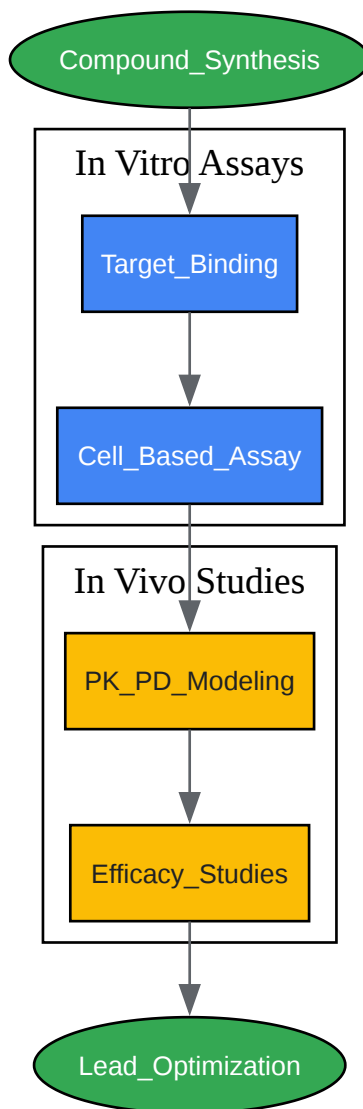 Compound_Synthesis
In Vitro Assays
Target_Binding
Cell_Based_Assay
In Vivo Studies
PK_PD_Modeling
Efficacy_Studies
Lead_Optimization